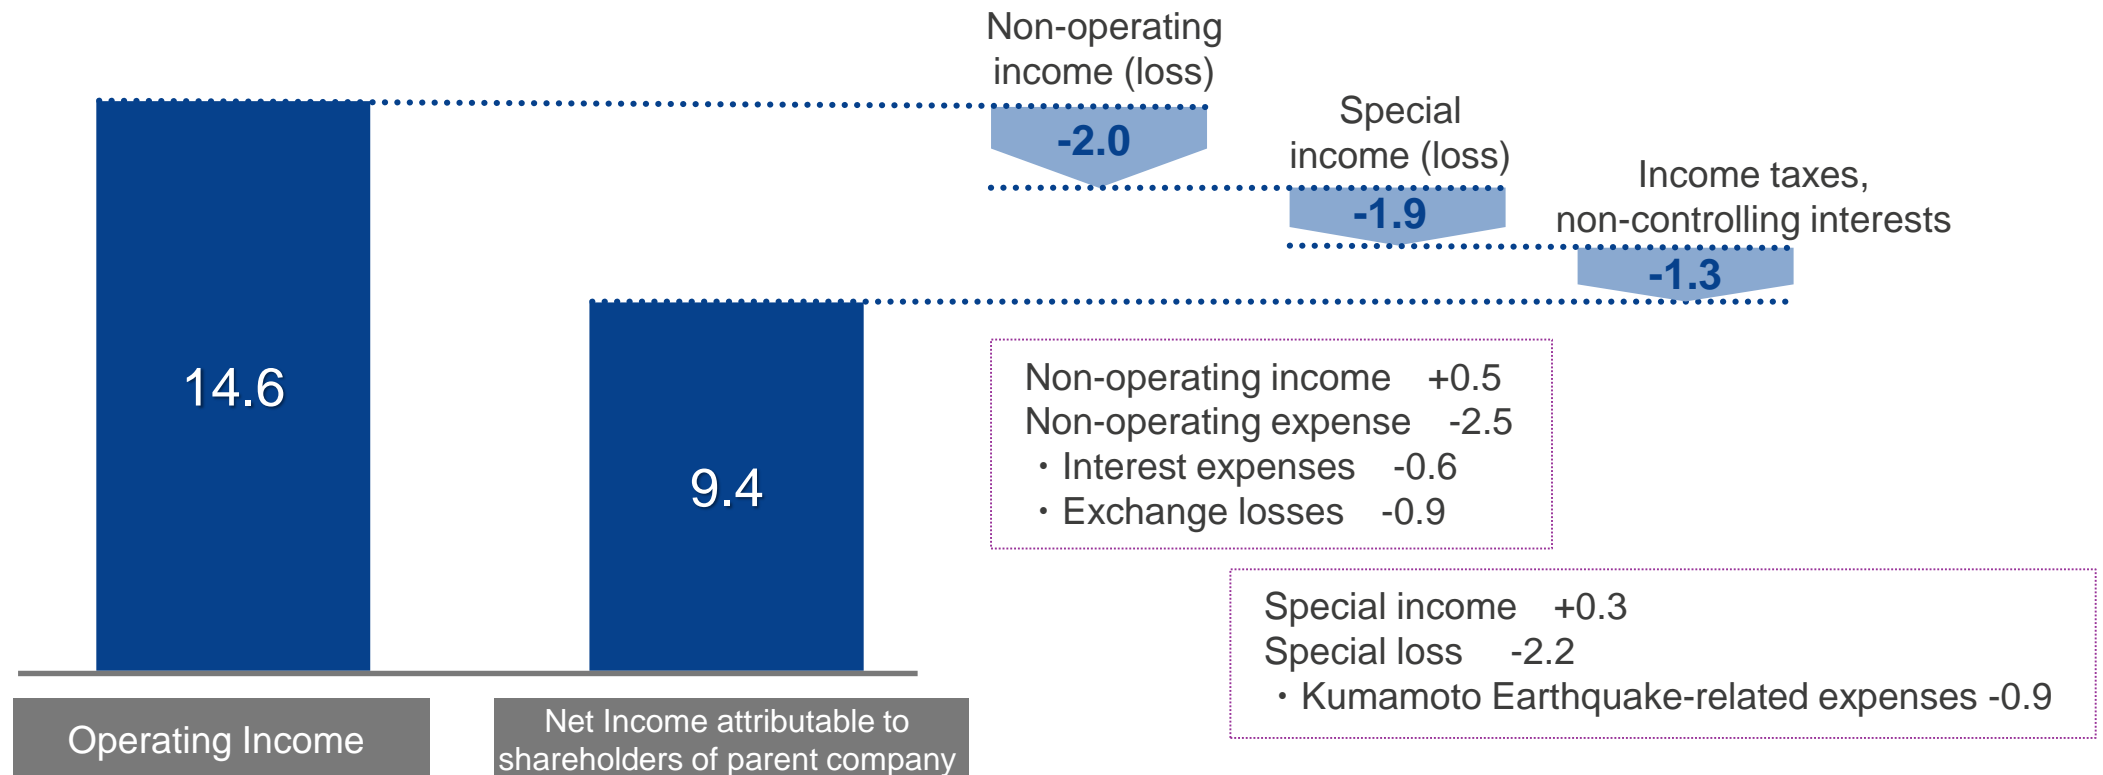 Non-operating
income (loss)
-2.0
Special
income (loss)
-1.9
Income taxes,
non-controlling interests
-1.3
14.6
9.4
Non-operating income +0.5
Non-operating expense -2.5
・Interest expenses -0.6
・Exchange losses -0.9
Special income +0.3
Special loss -2.2
・Kumamoto Earthquake-related expenses -0.9
Operating Income
Net Income attributable to
shareholders of parent company